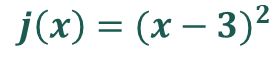 j(x) = (x − 3)²